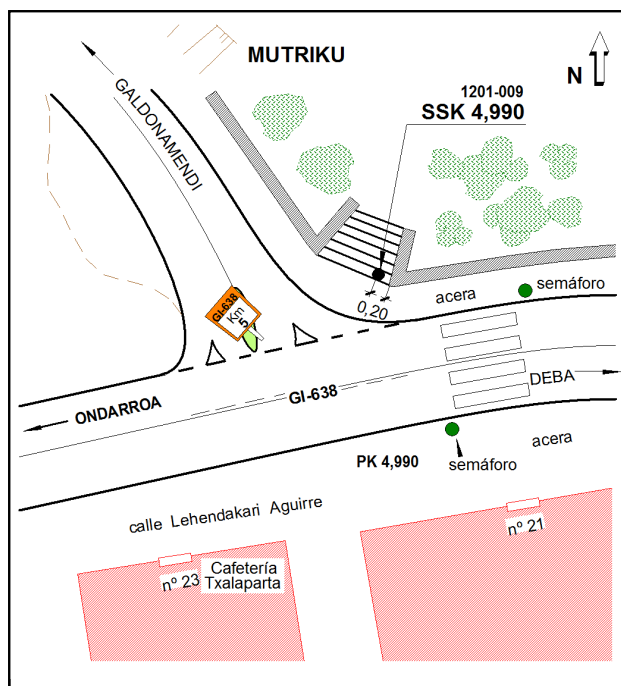 MUTRIKU
N
1201-009
SSK 4,990
GALDONAMENDI
GI-638
Km
5
0,20
acera
semáforo
ONDARROA
GI-638
DEBA
PK 4,990
semáforo
acera
calle Lehendakari Aguirre
nº 21
nº 23
Cafetería
Txalaparta